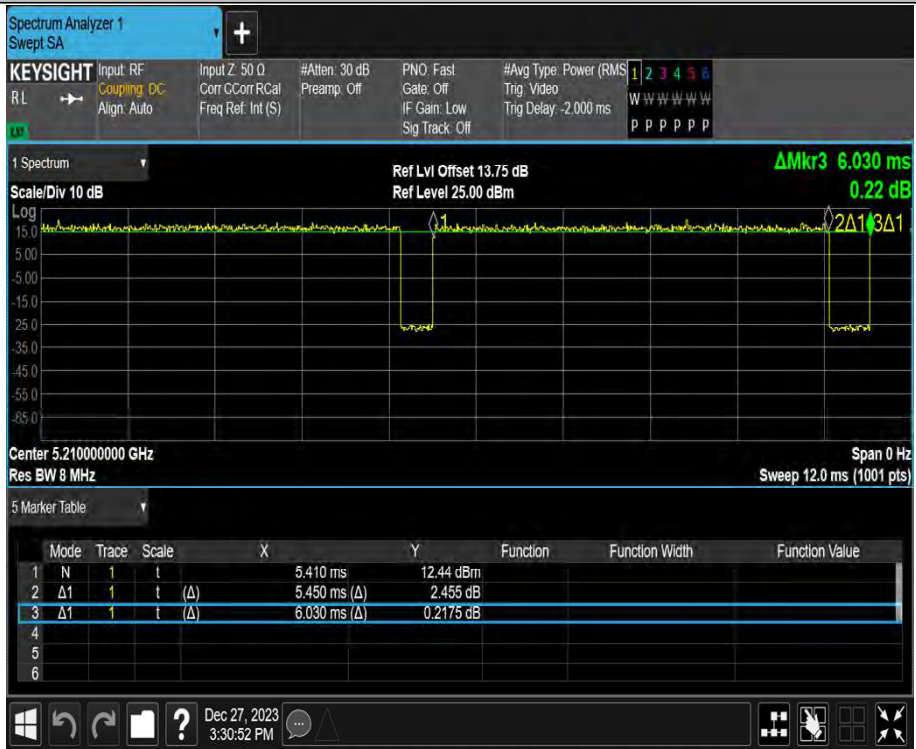 Spectrum Analyzer 1
Swept SA
+
KEYSIGHT Input: RF Input Z: 50 Ω #Atten: 30 dB PNO: Fast #Avg Type: Power (RMS 1 2 3 4 5 6
RL Coupling: DC Corr CCorr RCal Preamp: Off Gate: Off Trig: Video W W W W W W
Align: Auto Freq Ref: Int (S) IF Gain: Low Trig Delay: -2.000 ms
Sig Track: Off P P P P P P
1 Spectrum Ref Lvl Offset 13.75 dB ΔMkr3 6.030 ms
Scale/Div 10 dB Ref Level 25.00 dBm 0.22 dB
Log
1 2Δ1 3Δ1
15.0
5.00
-5.00
-15.0
25.0
-35.0
-45.0
-55.0
-65.0
Center 5.210000000 GHz Span 0 Hz
Res BW 8 MHz Sweep 12.0 ms (1001 pts)
5 Marker Table
Mode Trace Scale X Y Function Function Width Function Value
1 N 1 t 5.410 ms 12.44 dBm
2 Δ1 1 t (Δ) 5.450 ms (Δ) 2.455 dB
3 Δ1 1 t (Δ) 6.030 ms (Δ) 0.2175 dB
4
5
6
? Dec 27, 2023
3:30:52 PM